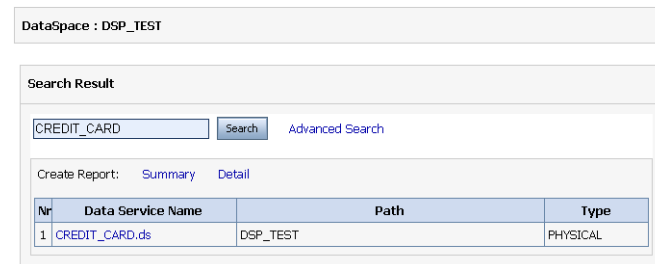 DataSpace : DSP_TEST
Search Result
CREDIT_CARD Search Advanced Search
Create Report: Summary Detail
Nr Data Service Name Path Type
1 CREDIT_CARD.ds DSP_TEST PHYSICAL